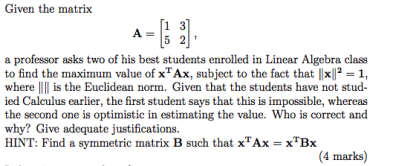 Given the matrix
A = [1 3
5 2],
a professor asks two of his best students enrolled in Linear Algebra class
to find the maximum value of xᵀAx, subject to the fact that ||x||² = 1,
where |||| is the Euclidean norm. Given that the students have not stud-
ied Calculus earlier, the first student says that this is impossible, whereas
the second one is optimistic in estimating the value. Who is correct and
why? Give adequate justifications.
HINT: Find a symmetric matrix B such that xᵀAx = xᵀBx
(4 marks)